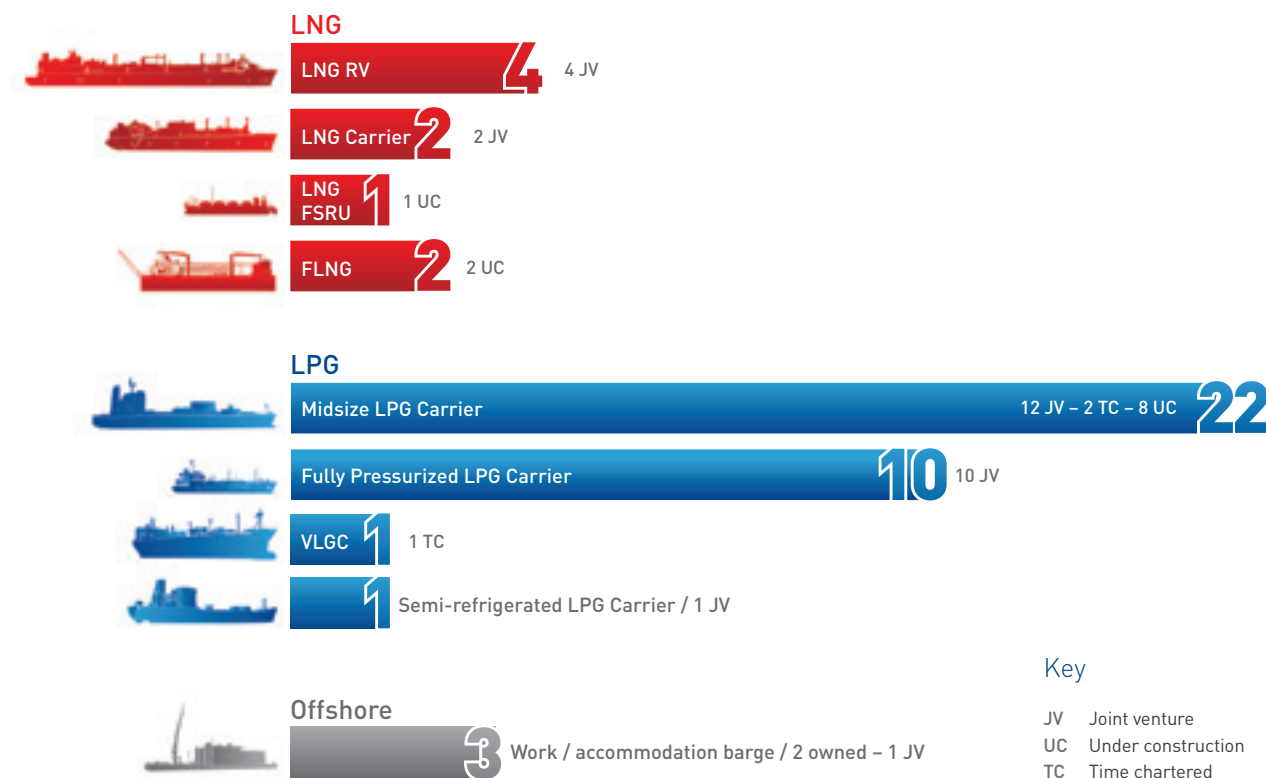 LNG
LNG RV 4 4 JV
LNG Carrier 2 2 JV
LNG
FSRU 1 1 UC
FLNG 2 2 UC
LPG
Midsize LPG Carrier 12 JV – 2 TC – 8 UC 22
Fully Pressurized LPG Carrier 10 10 JV
VLGC 1 1 TC
1 Semi-refrigerated LPG Carrier / 1 JV
Offshore
3 Work / accommodation barge / 2 owned – 1 JV
Key
JV Joint venture
UC Under construction
TC Time chartered